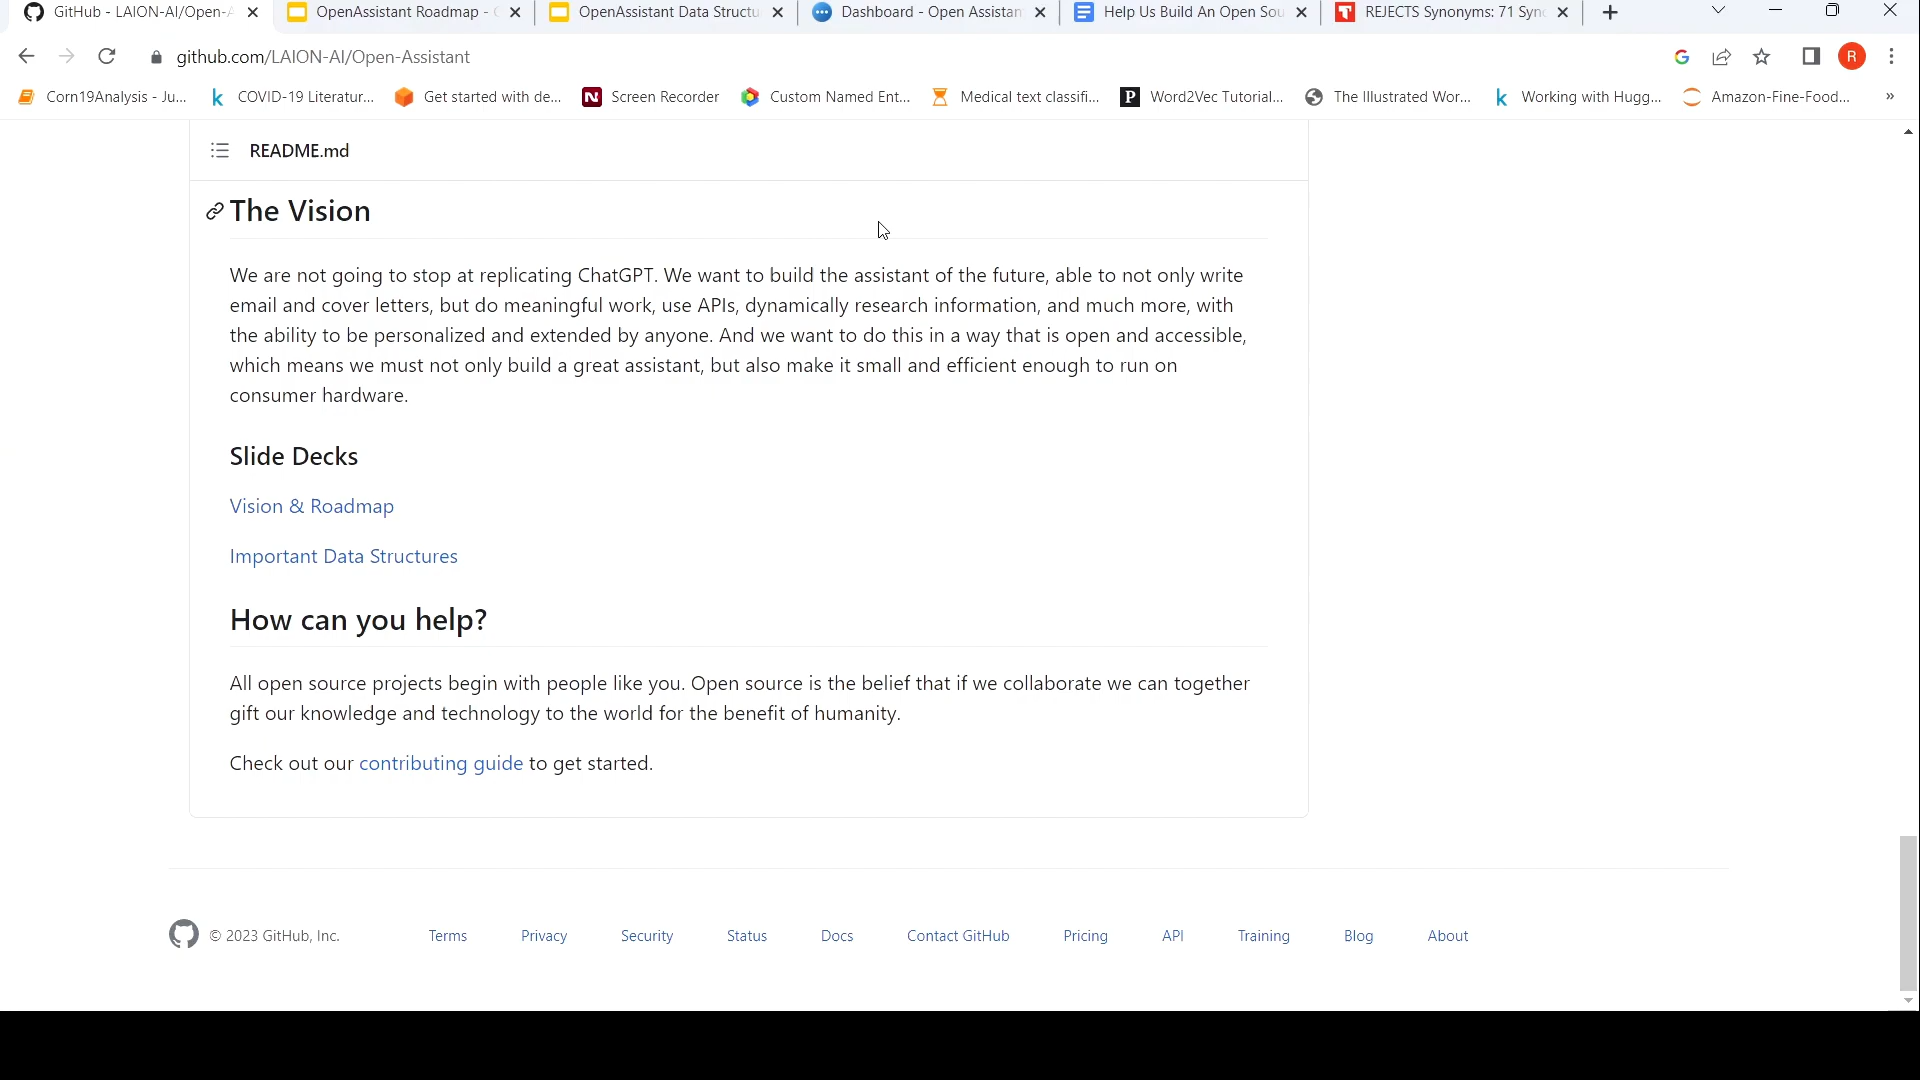 GitHub - LAION-AI/Open-A
OpenAssistant Roadmap - G
OpenAssistant Data Structu
Dashboard - Open Assistan
Help Us Build An Open Sou
REJECTS Synonyms: 71 Syn
github.com/LAION-AI/Open-Assistant
R
Corn19Analysis - Ju...
COVID-19 Literatur...
Get started with de...
Screen Recorder
Custom Named Ent...
Medical text classifi...
Word2Vec Tutorial...
The Illustrated Wor...
Working with Hugg...
Amazon-Fine-Food...
»
README.md
The Vision
We are not going to stop at replicating ChatGPT. We want to build the assistant of the future, able to not only write
email and cover letters, but do meaningful work, use APIs, dynamically research information, and much more, with
the ability to be personalized and extended by anyone. And we want to do this in a way that is open and accessible,
which means we must not only build a great assistant, but also make it small and efficient enough to run on
consumer hardware.
Slide Decks
Vision & Roadmap
Important Data Structures
How can you help?
All open source projects begin with people like you. Open source is the belief that if we collaborate we can together
gift our knowledge and technology to the world for the benefit of humanity.
Check out our contributing guide to get started.
© 2023 GitHub, Inc.
Terms
Privacy
Security
Status
Docs
Contact GitHub
Pricing
API
Training
Blog
About